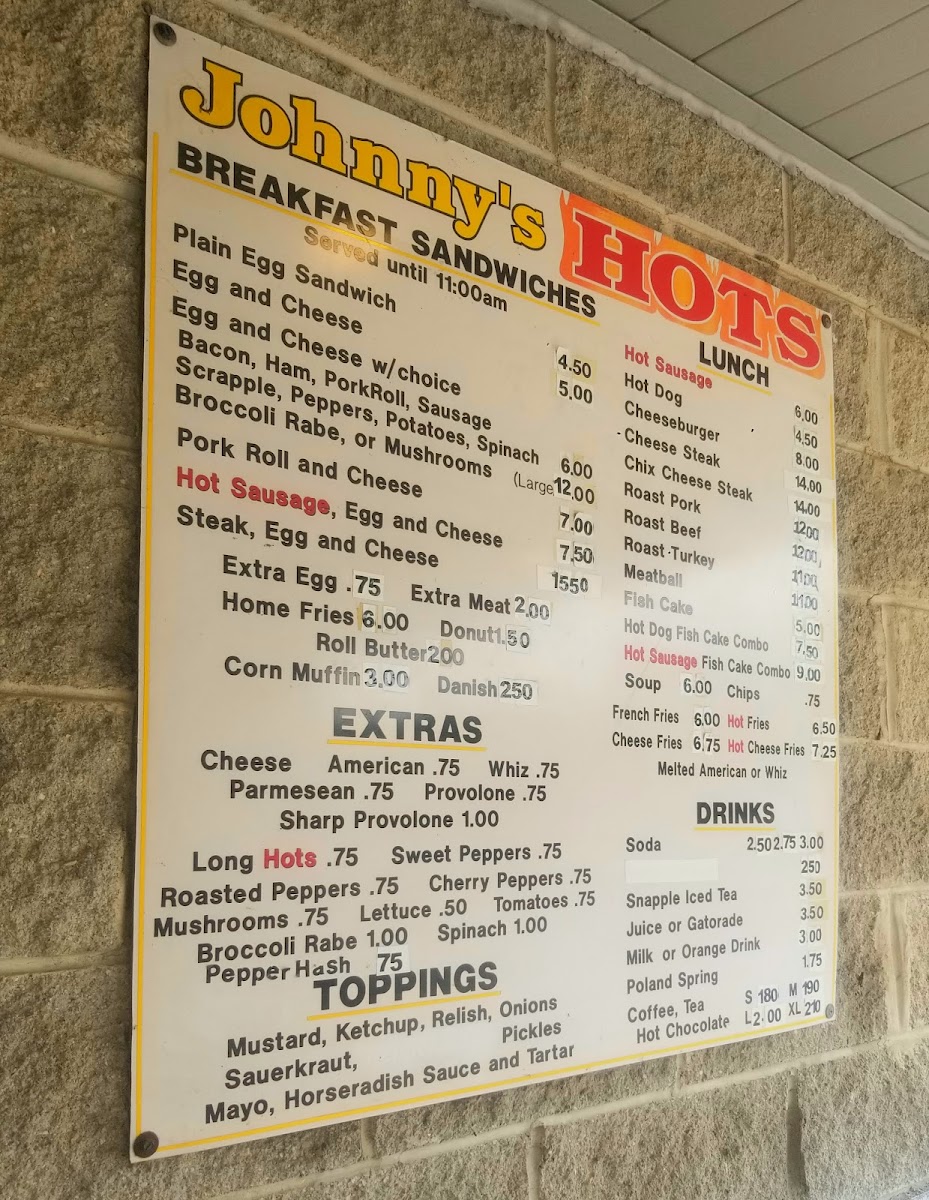 Johnny's HOTS
BREAKFAST SANDWICHES
Served until 11:00am
Plain Egg Sandwich 4.50
Egg and Cheese 5.00
Egg and Cheese w/choice
Bacon, Ham, PorkRoll, Sausage
Scrapple, Peppers, Potatoes, Spinach 6.00
Broccoli Rabe, or Mushrooms (Large 12.00
Pork Roll and Cheese 7.00
Hot Sausage, Egg and Cheese 7.50
Steak, Egg and Cheese 1550
Extra Egg .75 Extra Meat 2.00
Home Fries 6.00 Donut 1.50
Roll Butter 200
Corn Muffin 3.00 Danish 250
EXTRAS
Cheese American .75 Whiz .75
Parmesean .75 Provolone .75
Sharp Provolone 1.00
Long Hots .75 Sweet Peppers .75
Roasted Peppers .75 Cherry Peppers .75
Mushrooms .75 Lettuce .50 Tomatoes .75
Broccoli Rabe 1.00 Spinach 1.00
Pepper Hash 75
TOPPINGS
Mustard, Ketchup, Relish, Onions
Sauerkraut, Pickles
Mayo, Horseradish Sauce and Tartar
LUNCH
Hot Sausage 6.00
Hot Dog 4.50
Cheeseburger 8.00
Cheese Steak 14.00
Chix Cheese Steak 14.00
Roast Pork 1200
Roast Beef 1200
Roast Turkey 1100
Meatball 1100
Fish Cake 5.00
Hot Dog Fish Cake Combo 7.50
Hot Sausage Fish Cake Combo 9.00
Soup 6.00 Chips .75
French Fries 6.00 Hot Fries 6.50
Cheese Fries 6.75 Hot Cheese Fries 7.25
Melted American or Whiz
DRINKS
Soda 2.50 2.75 3.00
250
Snapple Iced Tea 3.50
Juice or Gatorade 3.50
Milk or Orange Drink 3.00
Poland Spring 1.75
Coffee, Tea S 180 M 190
Hot Chocolate L 2.00 XL 210